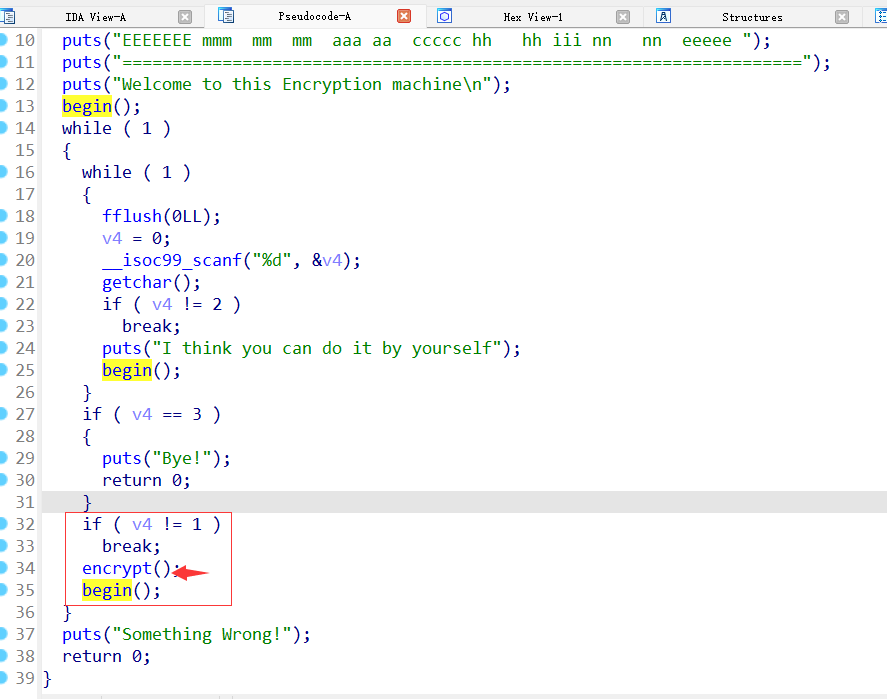 IDA View-A Pseudocode-A Hex View-1 Structures
10 puts("EEEEEEE mmm  mm  mm  aaa aa  ccccc hh   hh iii nn   nn  eeeee ");
11 puts("====================================================================");
12 puts("Welcome to this Encryption machine\n");
13 begin();
14 while ( 1 )
15 {
16 while ( 1 )
17 {
18 fflush(0LL);
19 v4 = 0;
20 __isoc99_scanf("%d", &v4);
21 getchar();
22 if ( v4 != 2 )
23 break;
24 puts("I think you can do it by yourself");
25 begin();
26 }
27 if ( v4 == 3 )
28 {
29 puts("Bye!");
30 return 0;
31 }
32 if ( v4 != 1 )
33 break;
34 encrypt();
35 begin();
36 }
37 puts("Something Wrong!");
38 return 0;
39 }